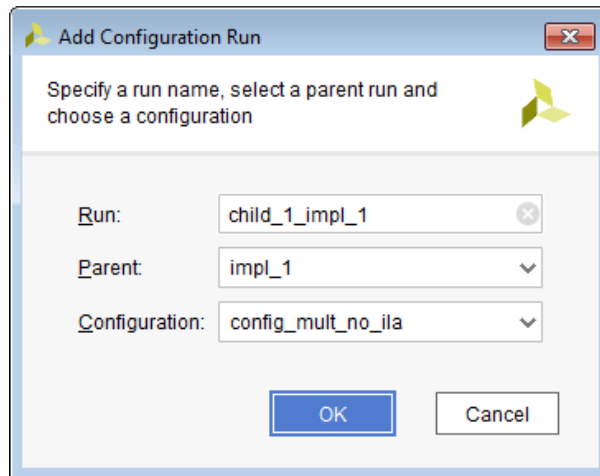 Add Configuration Run
Specify a run name, select a parent run and
choose a configuration
Run: child_1_impl_1
Parent: impl_1
Configuration: config_mult_no_ila
OK Cancel